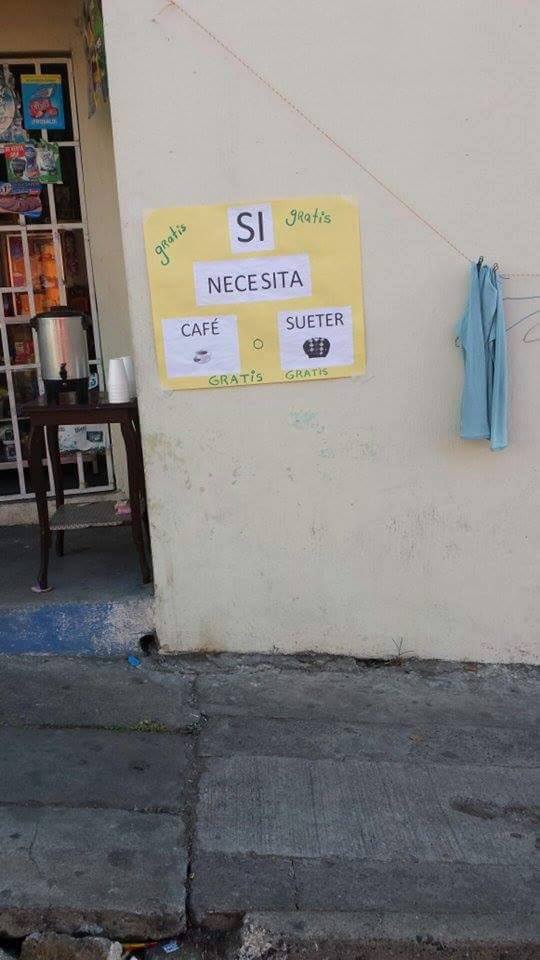 gratis SI gRatis
NECESITA
CAFÉ O SUETER
GRATiS GRATIS